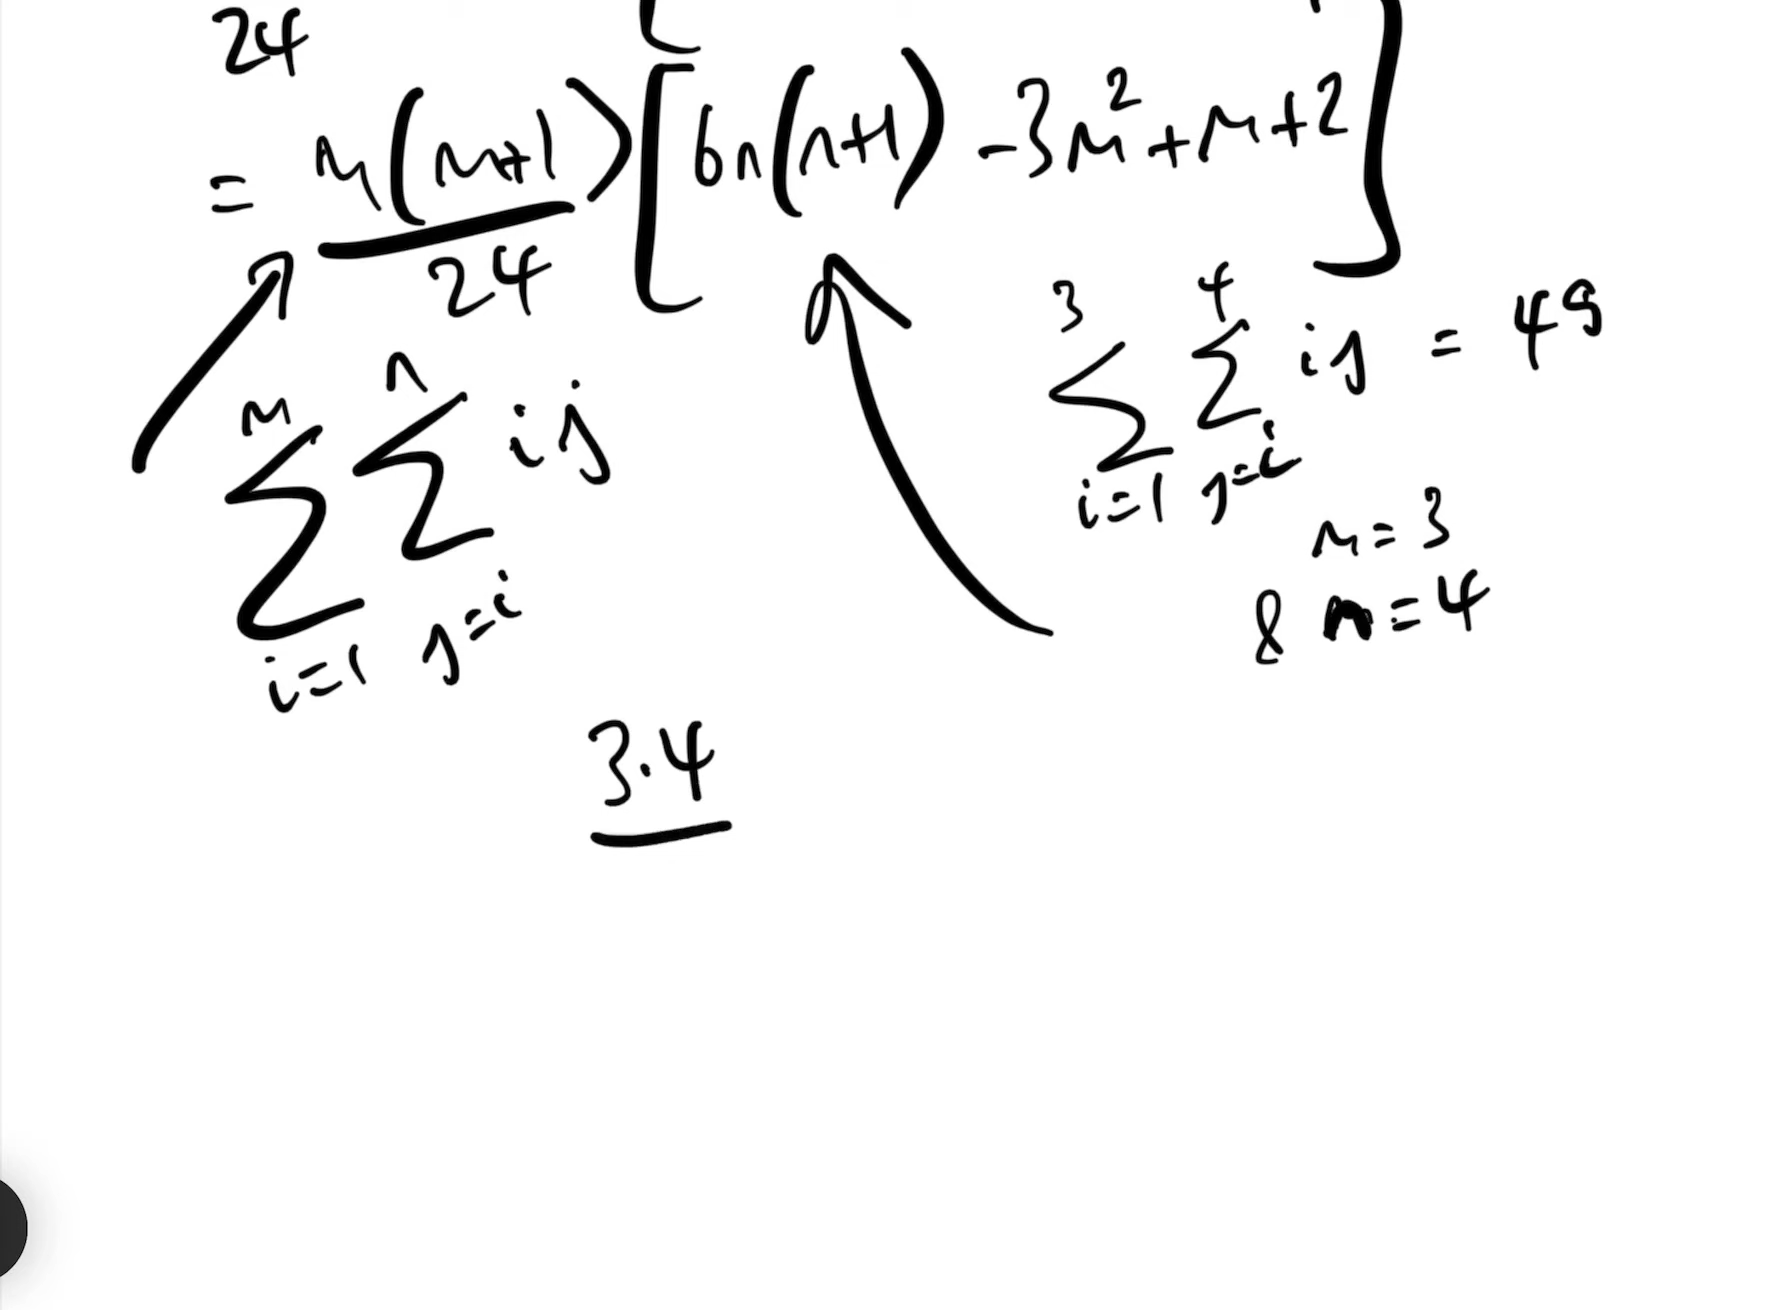 24
= m(m+1)/24 [6n(n+1) -3m²+m+2]
m n
∑ ∑ ij
i=1 j=i
3 4
∑ ∑ ij = 49
i=1 j=i
m=3
& n=4
3.4